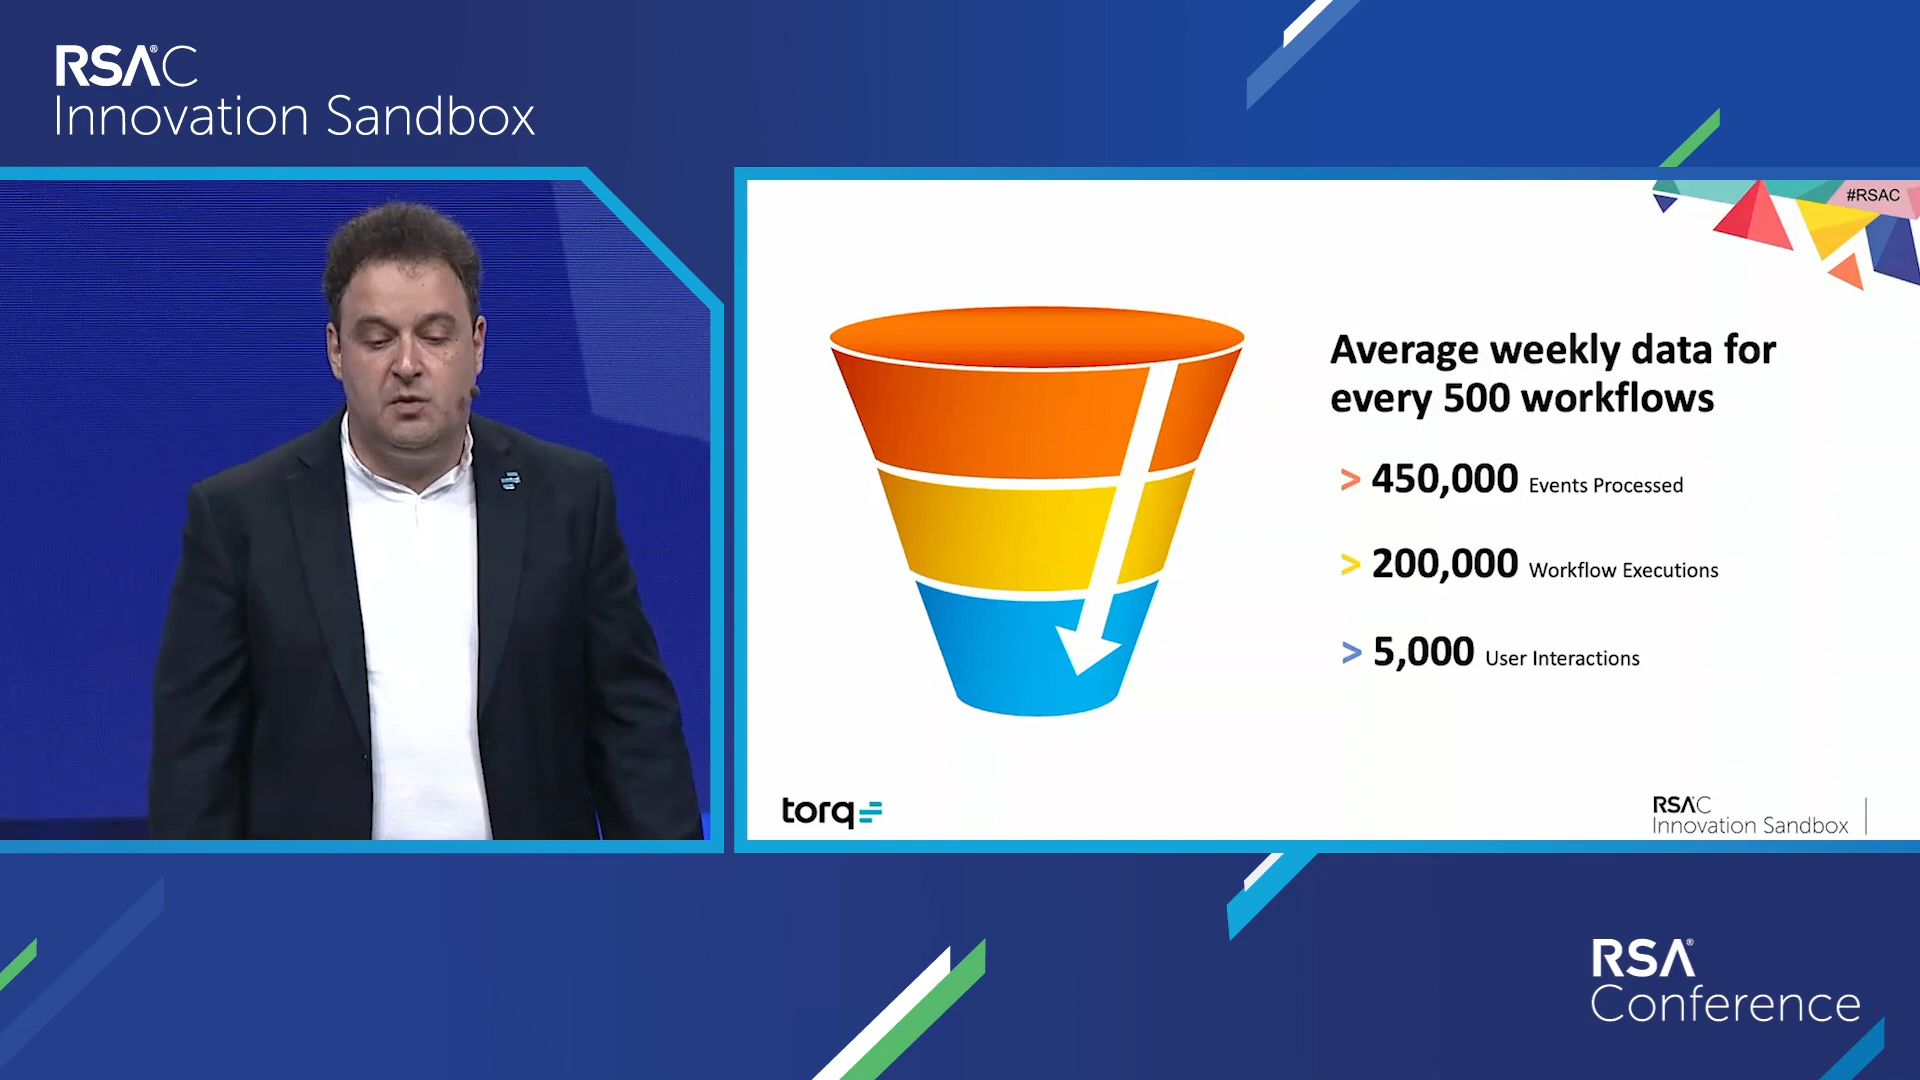 RSA®C
Innovation Sandbox
#RSAC
Average weekly data for
every 500 workflows
> 450,000 Events Processed
> 200,000 Workflow Executions
> 5,000 User Interactions
torq
RSAC
Innovation Sandbox
RSA®
Conference